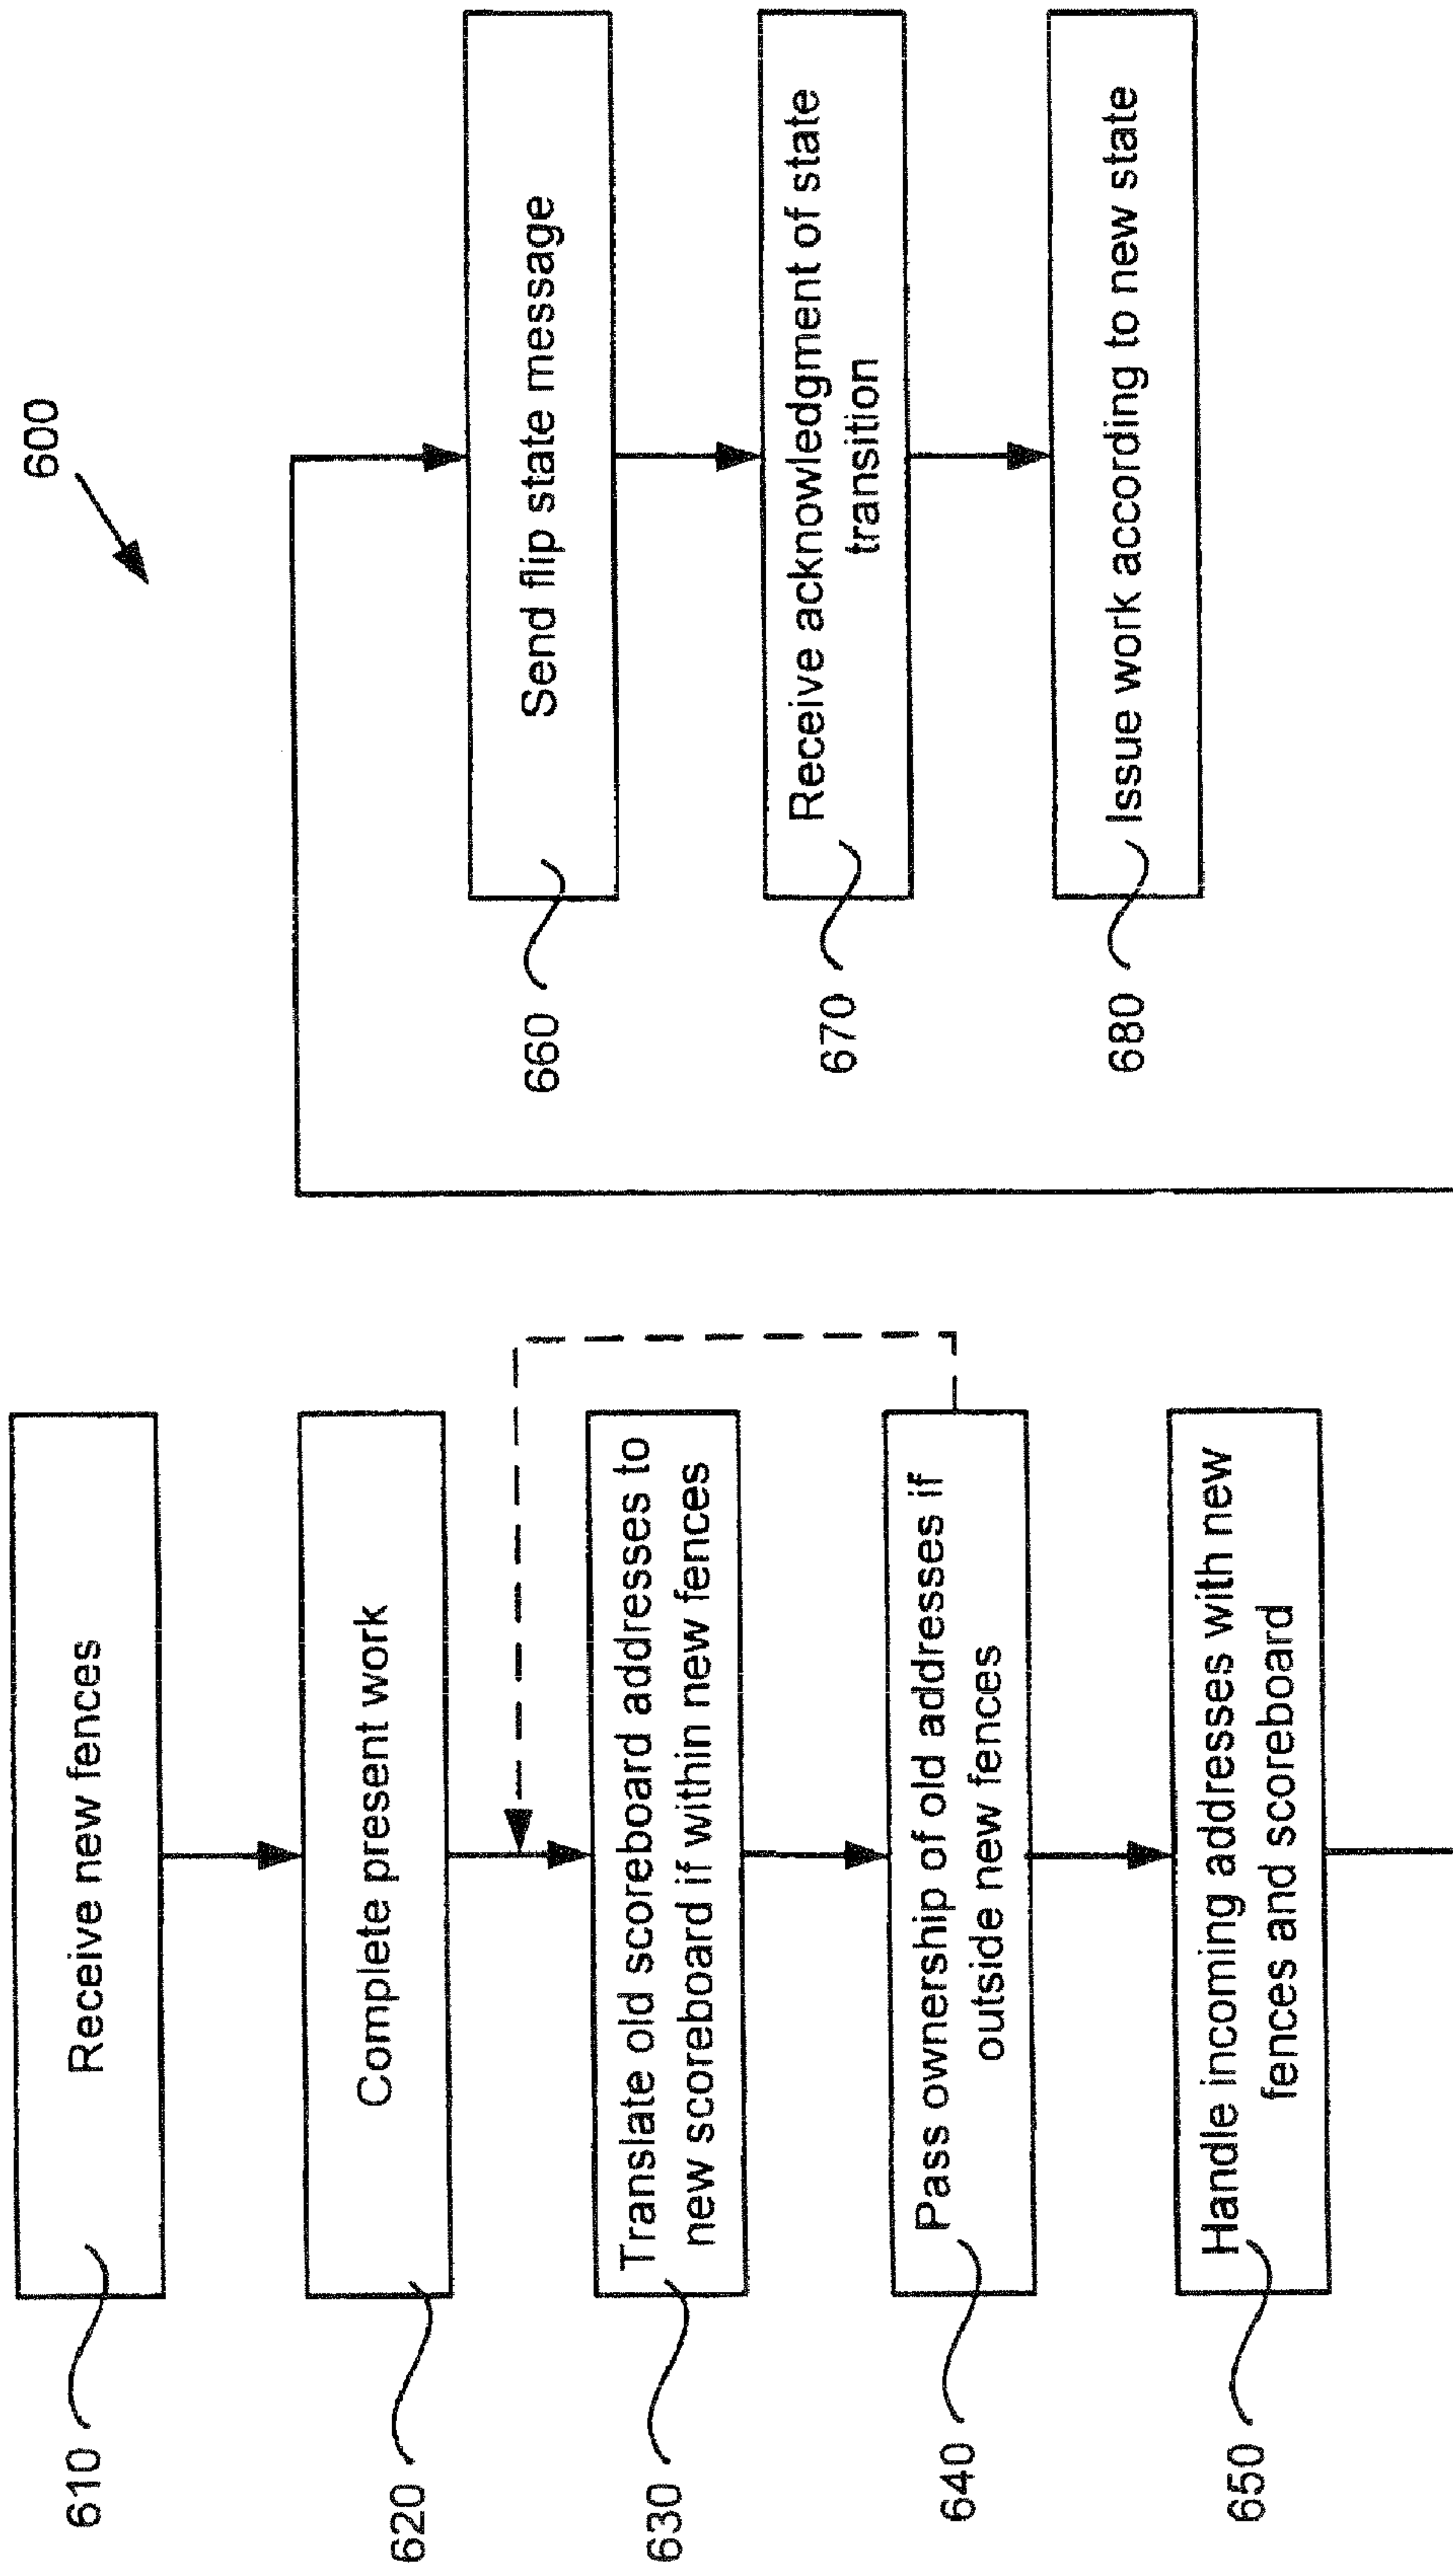 600
610
Receive new fences
620
Complete present work
630
Translate old scoreboard addresses to
new scoreboard if within new fences
640
Pass ownership of old addresses if
outside new fences
650
Handle incoming addresses with new
fences and scoreboard
660
Send flip state message
670
Receive acknowledgment of state
transition
680
Issue work according to new state